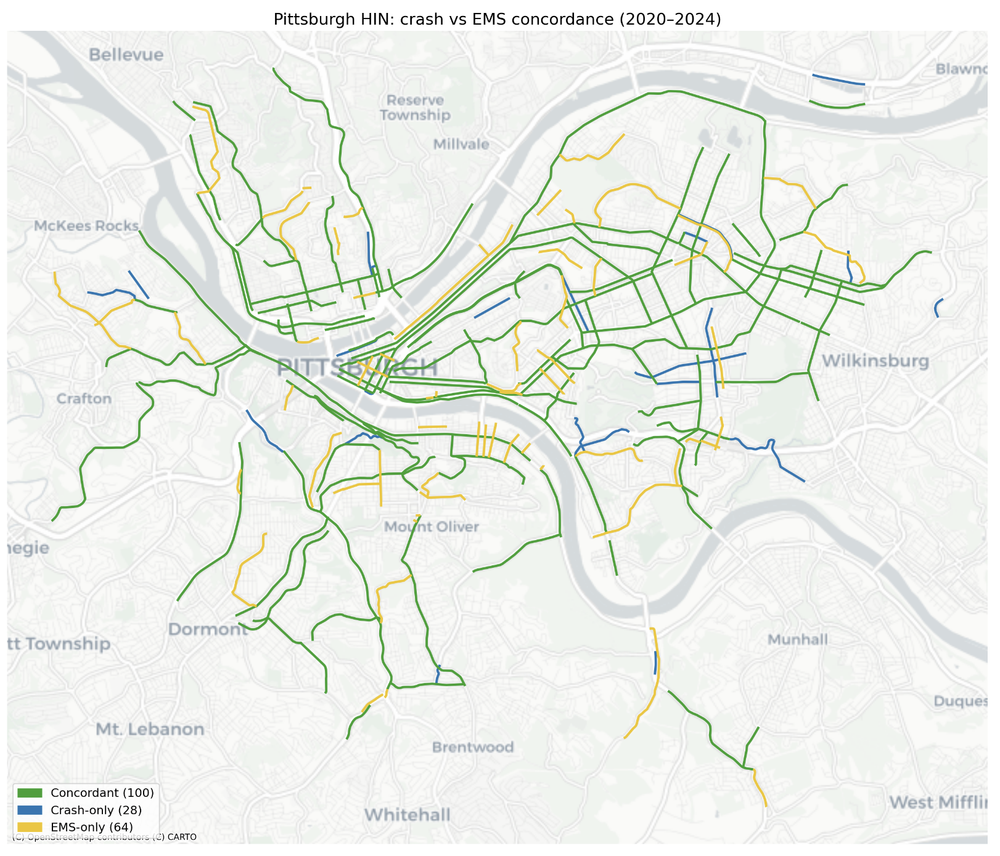 Pittsburgh HIN: crash vs EMS concordance (2020–2024)
Bellevue
Blawno
Reserve
Township
Millvale
McKees Rocks
PITTSBURGH
Wilkinsburg
Crafton
Mount Oliver
negie
Dormont
tt Township
Munhall
Duques
Mt. Lebanon
Brentwood
West Mifflin
Whitehall
Concordant (100)
Crash-only (28)
EMS-only (64)
(C) OpenStreetMap contributors (C) CARTO